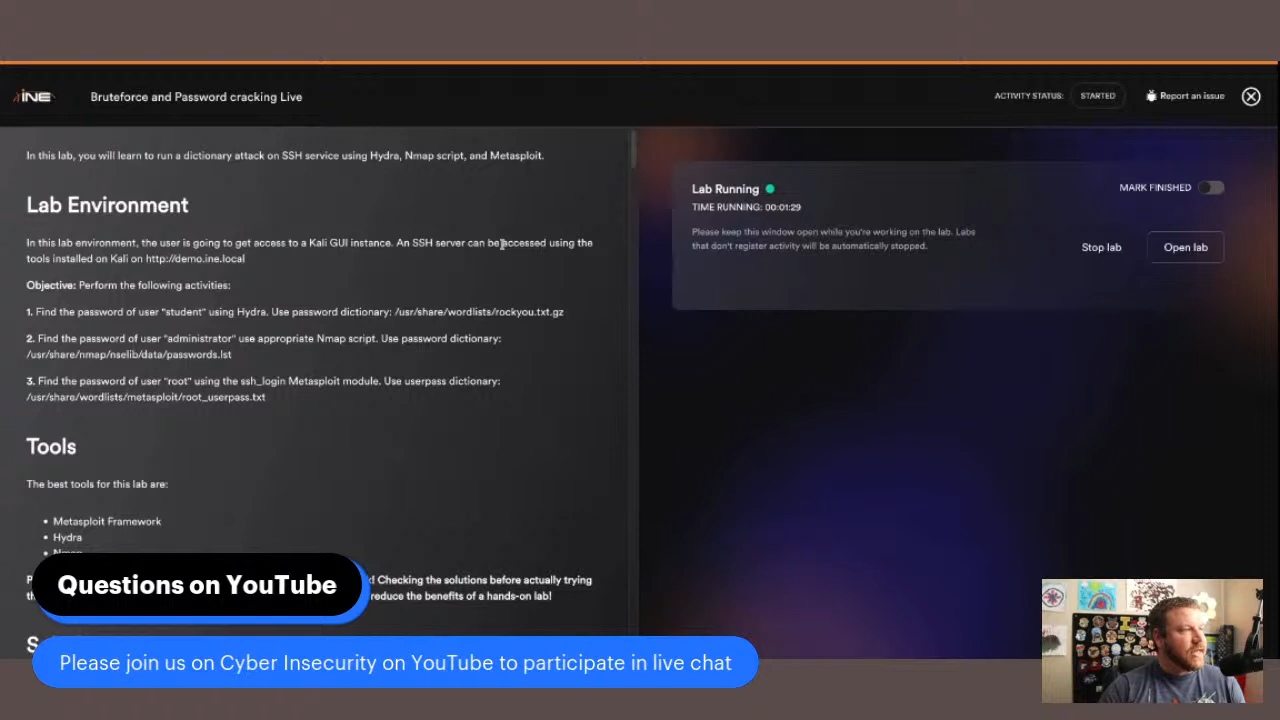 INE
Bruteforce and Password cracking Live
ACTIVITY STATUS:
STARTED
Report an issue
In this lab, you will learn to run a dictionary attack on SSH service using Hydra, Nmap script, and Metasploit.
Lab Environment
In this lab environment, the user is going to get access to a Kali GUI instance. An SSH server can be accessed using the
tools installed on Kali on http://demo.ine.local
Objective: Perform the following activities:
1. Find the password of user "student" using Hydra. Use password dictionary: /usr/share/wordlists/rockyou.txt.gz
2. Find the password of user "administrator" use appropriate Nmap script. Use password dictionary:
/usr/share/nmap/nselib/data/passwords.lst
3. Find the password of user "root" using the ssh_login Metasploit module. Use userpass dictionary:
/usr/share/wordlists/metasploit/root_userpass.txt
Tools
The best tools for this lab are:
• Metasploit Framework
• Hydra
• Nmap
! Checking the solutions before actually trying
reduce the benefits of a hands-on lab!
Lab Running
TIME RUNNING: 00:01:29
MARK FINISHED
Please keep this window open while you're working on the lab. Labs
that don't register activity will be automatically stopped.
Stop lab
Open lab
Questions on YouTube
Please join us on Cyber Insecurity on YouTube to participate in live chat